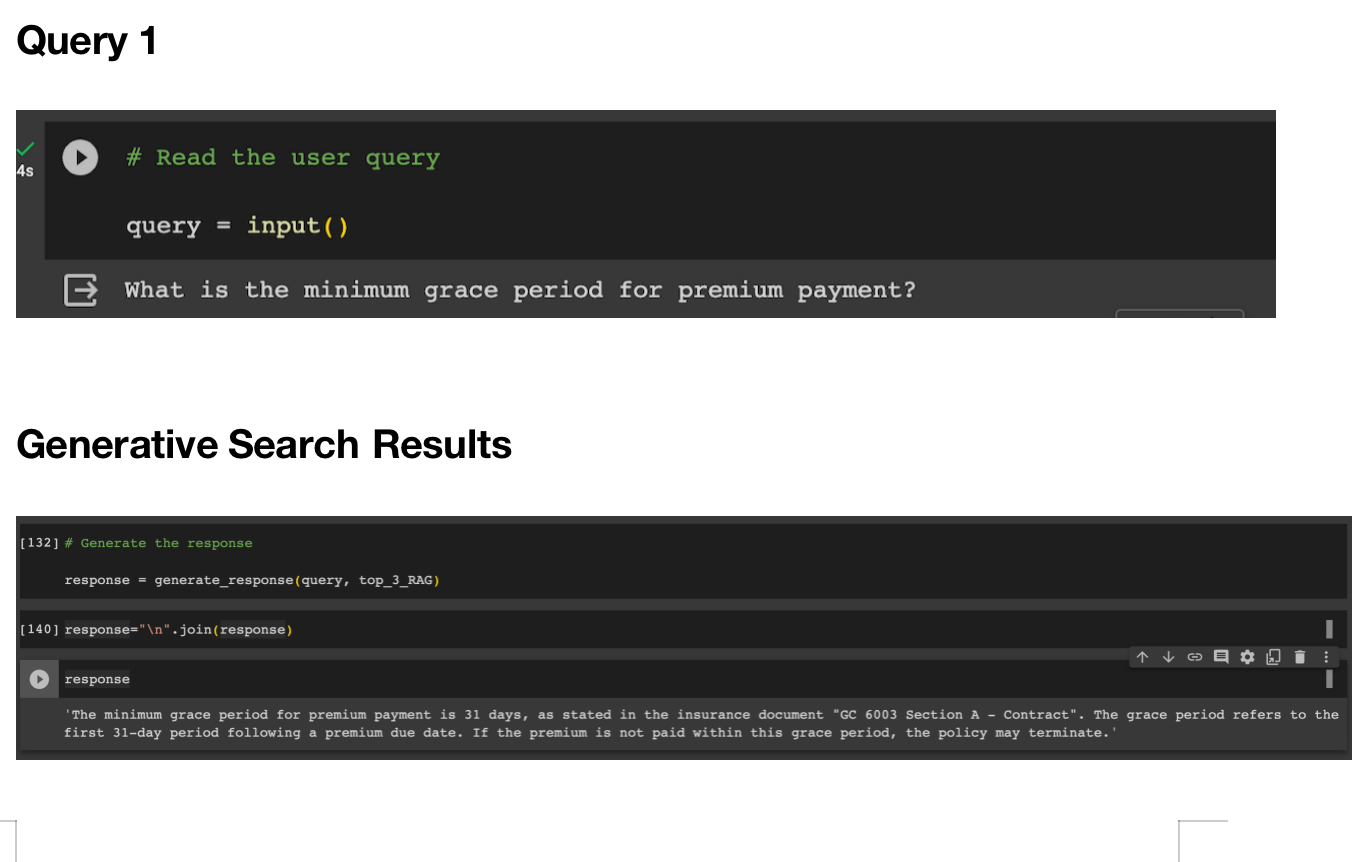 Query 1
4s
# Read the user query
query = input()
What is the minimum grace period for premium payment?
Generative Search Results
[132] # Generate the response
response = generate_response(query, top_3_RAG)
[140] response="\n".join(response)
response
'The minimum grace period for premium payment is 31 days, as stated in the insurance document "GC 6003 Section A - Contract". The grace period refers to the
first 31-day period following a premium due date. If the premium is not paid within this grace period, the policy may terminate.'